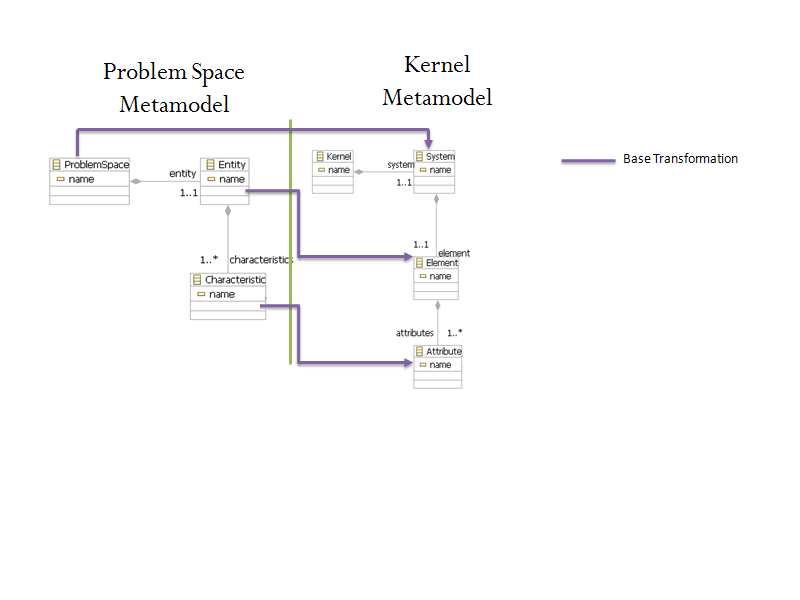 Problem Space
Metamodel
Kernel
Metamodel
Base Transformation
ProblemSpace
name
entity
1..1
Entity
name
1..*
characteristics
Characteristic
name
Kernel
name
system
1..1
System
name
1..1
element
Element
name
attributes
1..*
Attribute
name